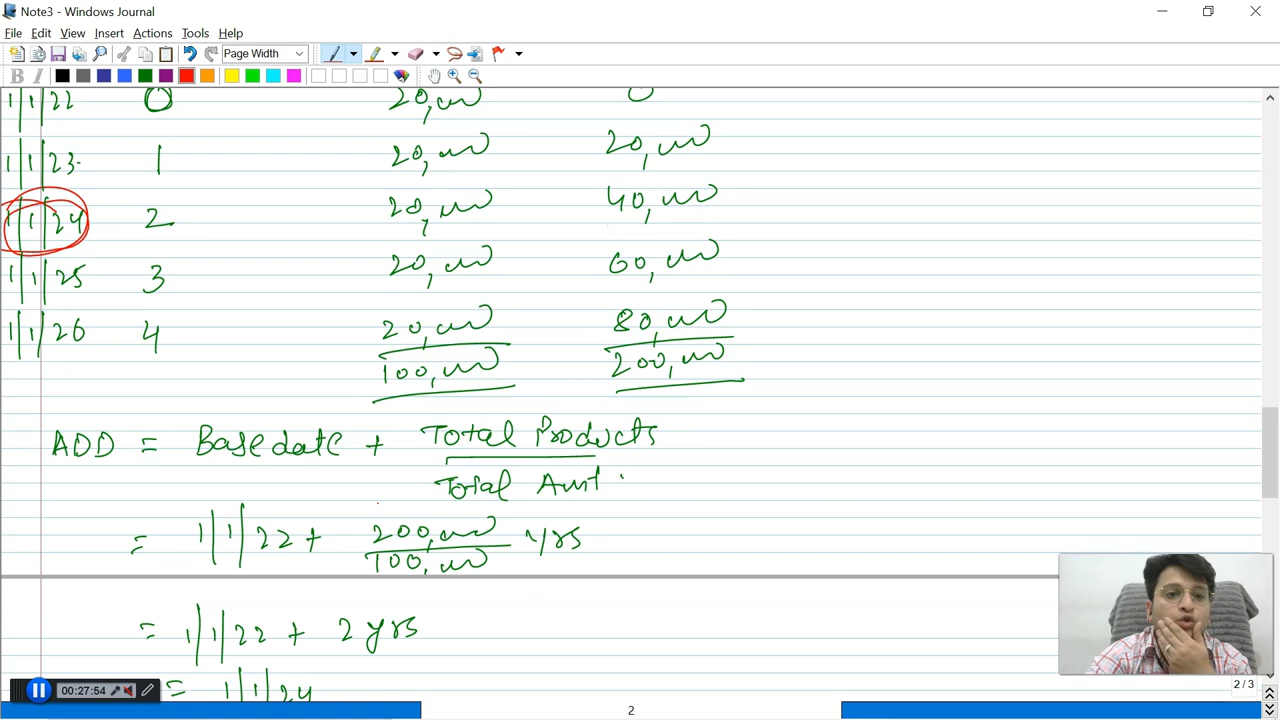 Note3 - Windows Journal
File Edit View Insert Actions Tools Help
Page Width
B I
1/1/22 0 20,000 0
1/1/23 1 20,000 20,000
1/1/24 2 20,000 40,000
1/1/25 3 20,000 60,000
1/1/26 4 20,000 80,000
100,000 200,000
ADD = Base date + Total Products
Total Amt.
= 1/1/22 + 200,000 yrs
100,000
= 1/1/22 + 2 yrs
= 1/1/24
00:27:54
2/3
2